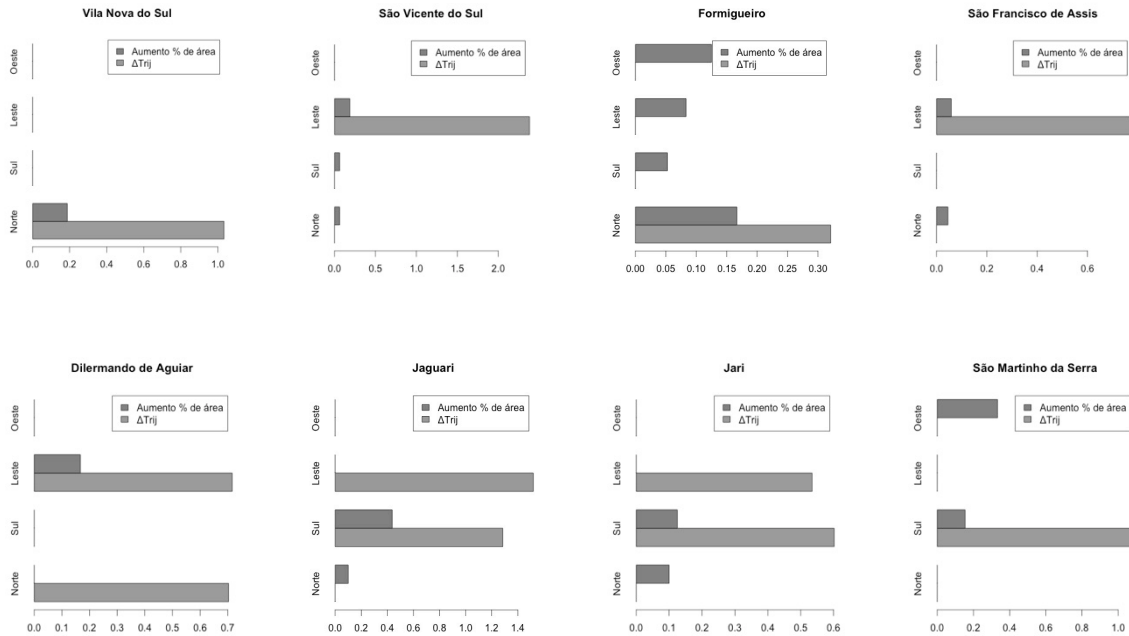 Vila Nova do Sul
Aumento % de área
ΔTrij
Oeste
Leste
Sul
Norte
0.0 0.2 0.4 0.6 0.8 1.0
São Vicente do Sul
Aumento % de área
ΔTrij
Oeste
Leste
Sul
Norte
0.0 0.5 1.0 1.5 2.0
Formigueiro
Aumento % de área
ΔTrij
Oeste
Leste
Sul
Norte
0.00 0.05 0.10 0.15 0.20 0.25 0.30
São Francisco de Assis
Aumento % de área
ΔTrij
Oeste
Leste
Sul
Norte
0.0 0.2 0.4 0.6
Dilermando de Aguiar
Aumento % de área
ΔTrij
Oeste
Leste
Sul
Norte
0.0 0.1 0.2 0.3 0.4 0.5 0.6 0.7
Jaguari
Aumento % de área
ΔTrij
Oeste
Leste
Sul
Norte
0.0 0.2 0.4 0.6 0.8 1.0 1.2 1.4
Jari
Aumento % de área
ΔTrij
Oeste
Leste
Sul
Norte
0.0 0.1 0.2 0.3 0.4 0.5 0.6
São Martinho da Serra
Aumento % de área
ΔTrij
Oeste
Leste
Sul
Norte
0.0 0.2 0.4 0.6 0.8 1.0